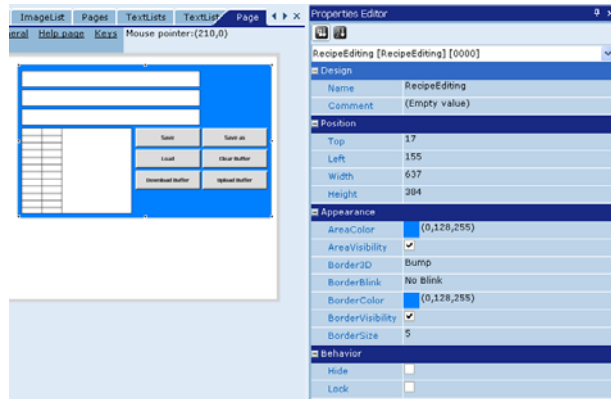 ImageList Pages TextLists TextList Page
eral Help page Keys Mouse pointer:(210,0)
Save Save as
Load Clear Buffer
Download Buffer Upload Buffer
Properties Editor
RecipeEditing [RecipeEditing] [0000]
Design
Name RecipeEditing
Comment (Empty value)
Position
Top 17
Left 155
Width 637
Height 384
Appearance
AreaColor (0,128,255)
AreaVisibility
Border3D Bump
BorderBlink No Blink
BorderColor (0,128,255)
BorderVisibility
BorderSize 5
Behavior
Hide
Lock